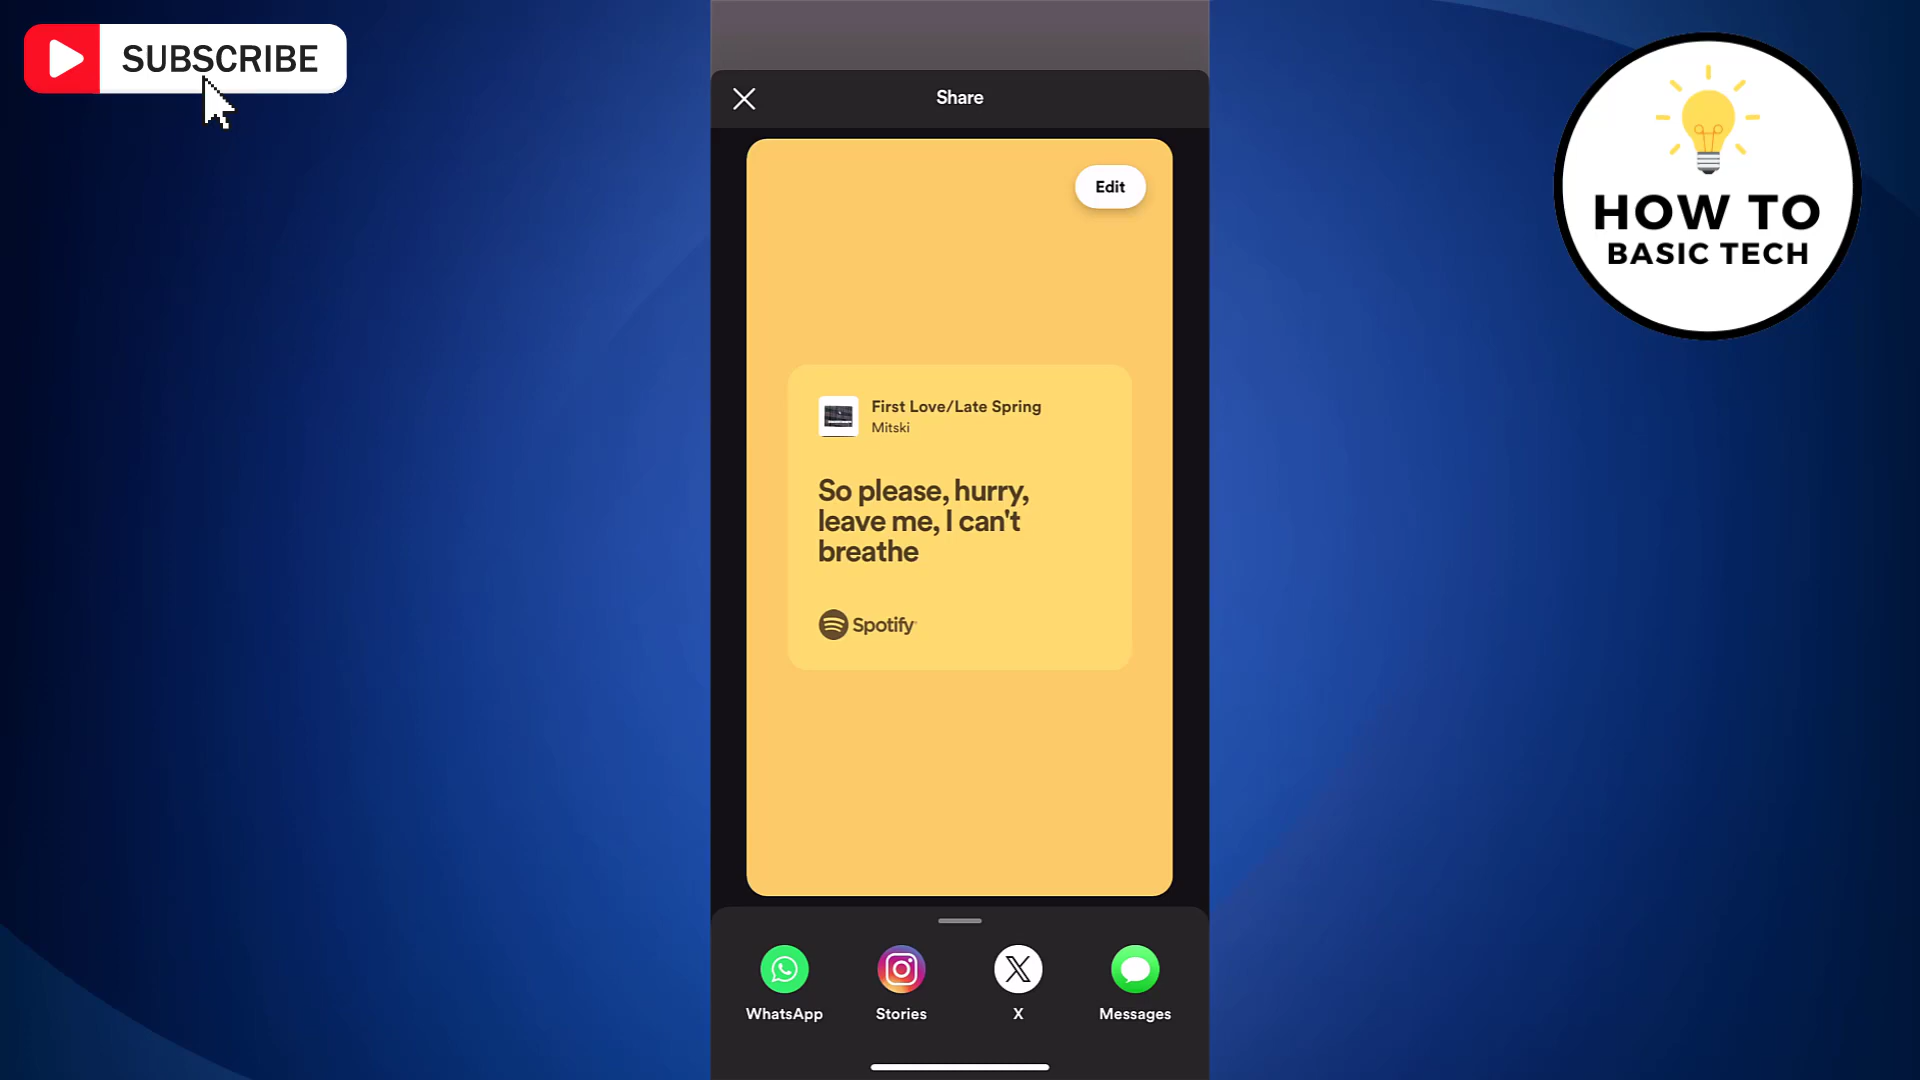 SUBSCRIBE
Share
HOW TO
BASIC TECH
Edit
First Love/Late Spring
Mitski
So please, hurry,
leave me, I can't
breathe
Spotify
WhatsApp
Stories
X
Messages